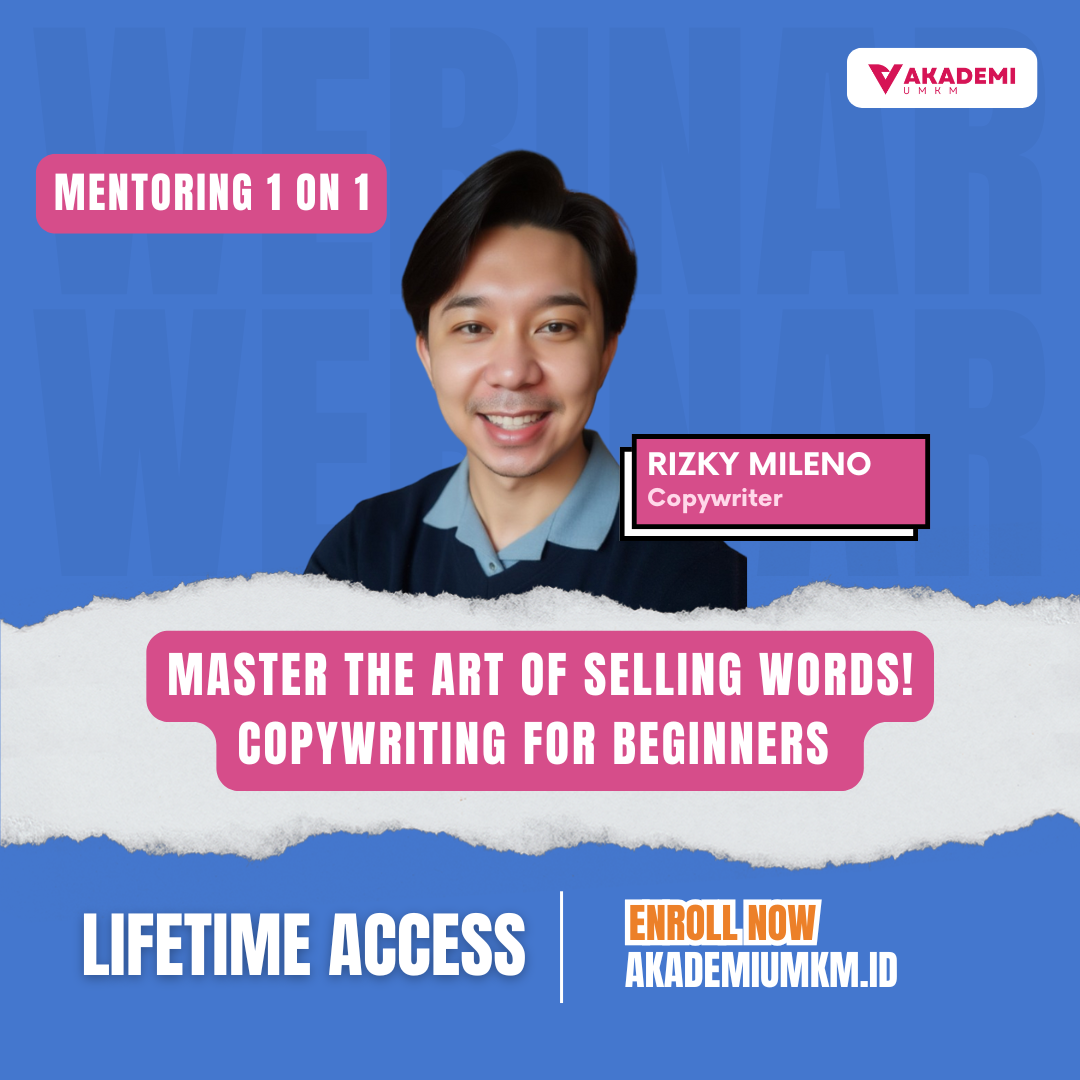 WEBINAR
WEBINAR
AKADEMI
UMKM
MENTORING 1 ON 1
RIZKY MILENO
Copywriter
MASTER THE ART OF SELLING WORDS!
COPYWRITING FOR BEGINNERS
LIFETIME ACCESS
ENROLL NOW
AKADEMIUMKM.ID